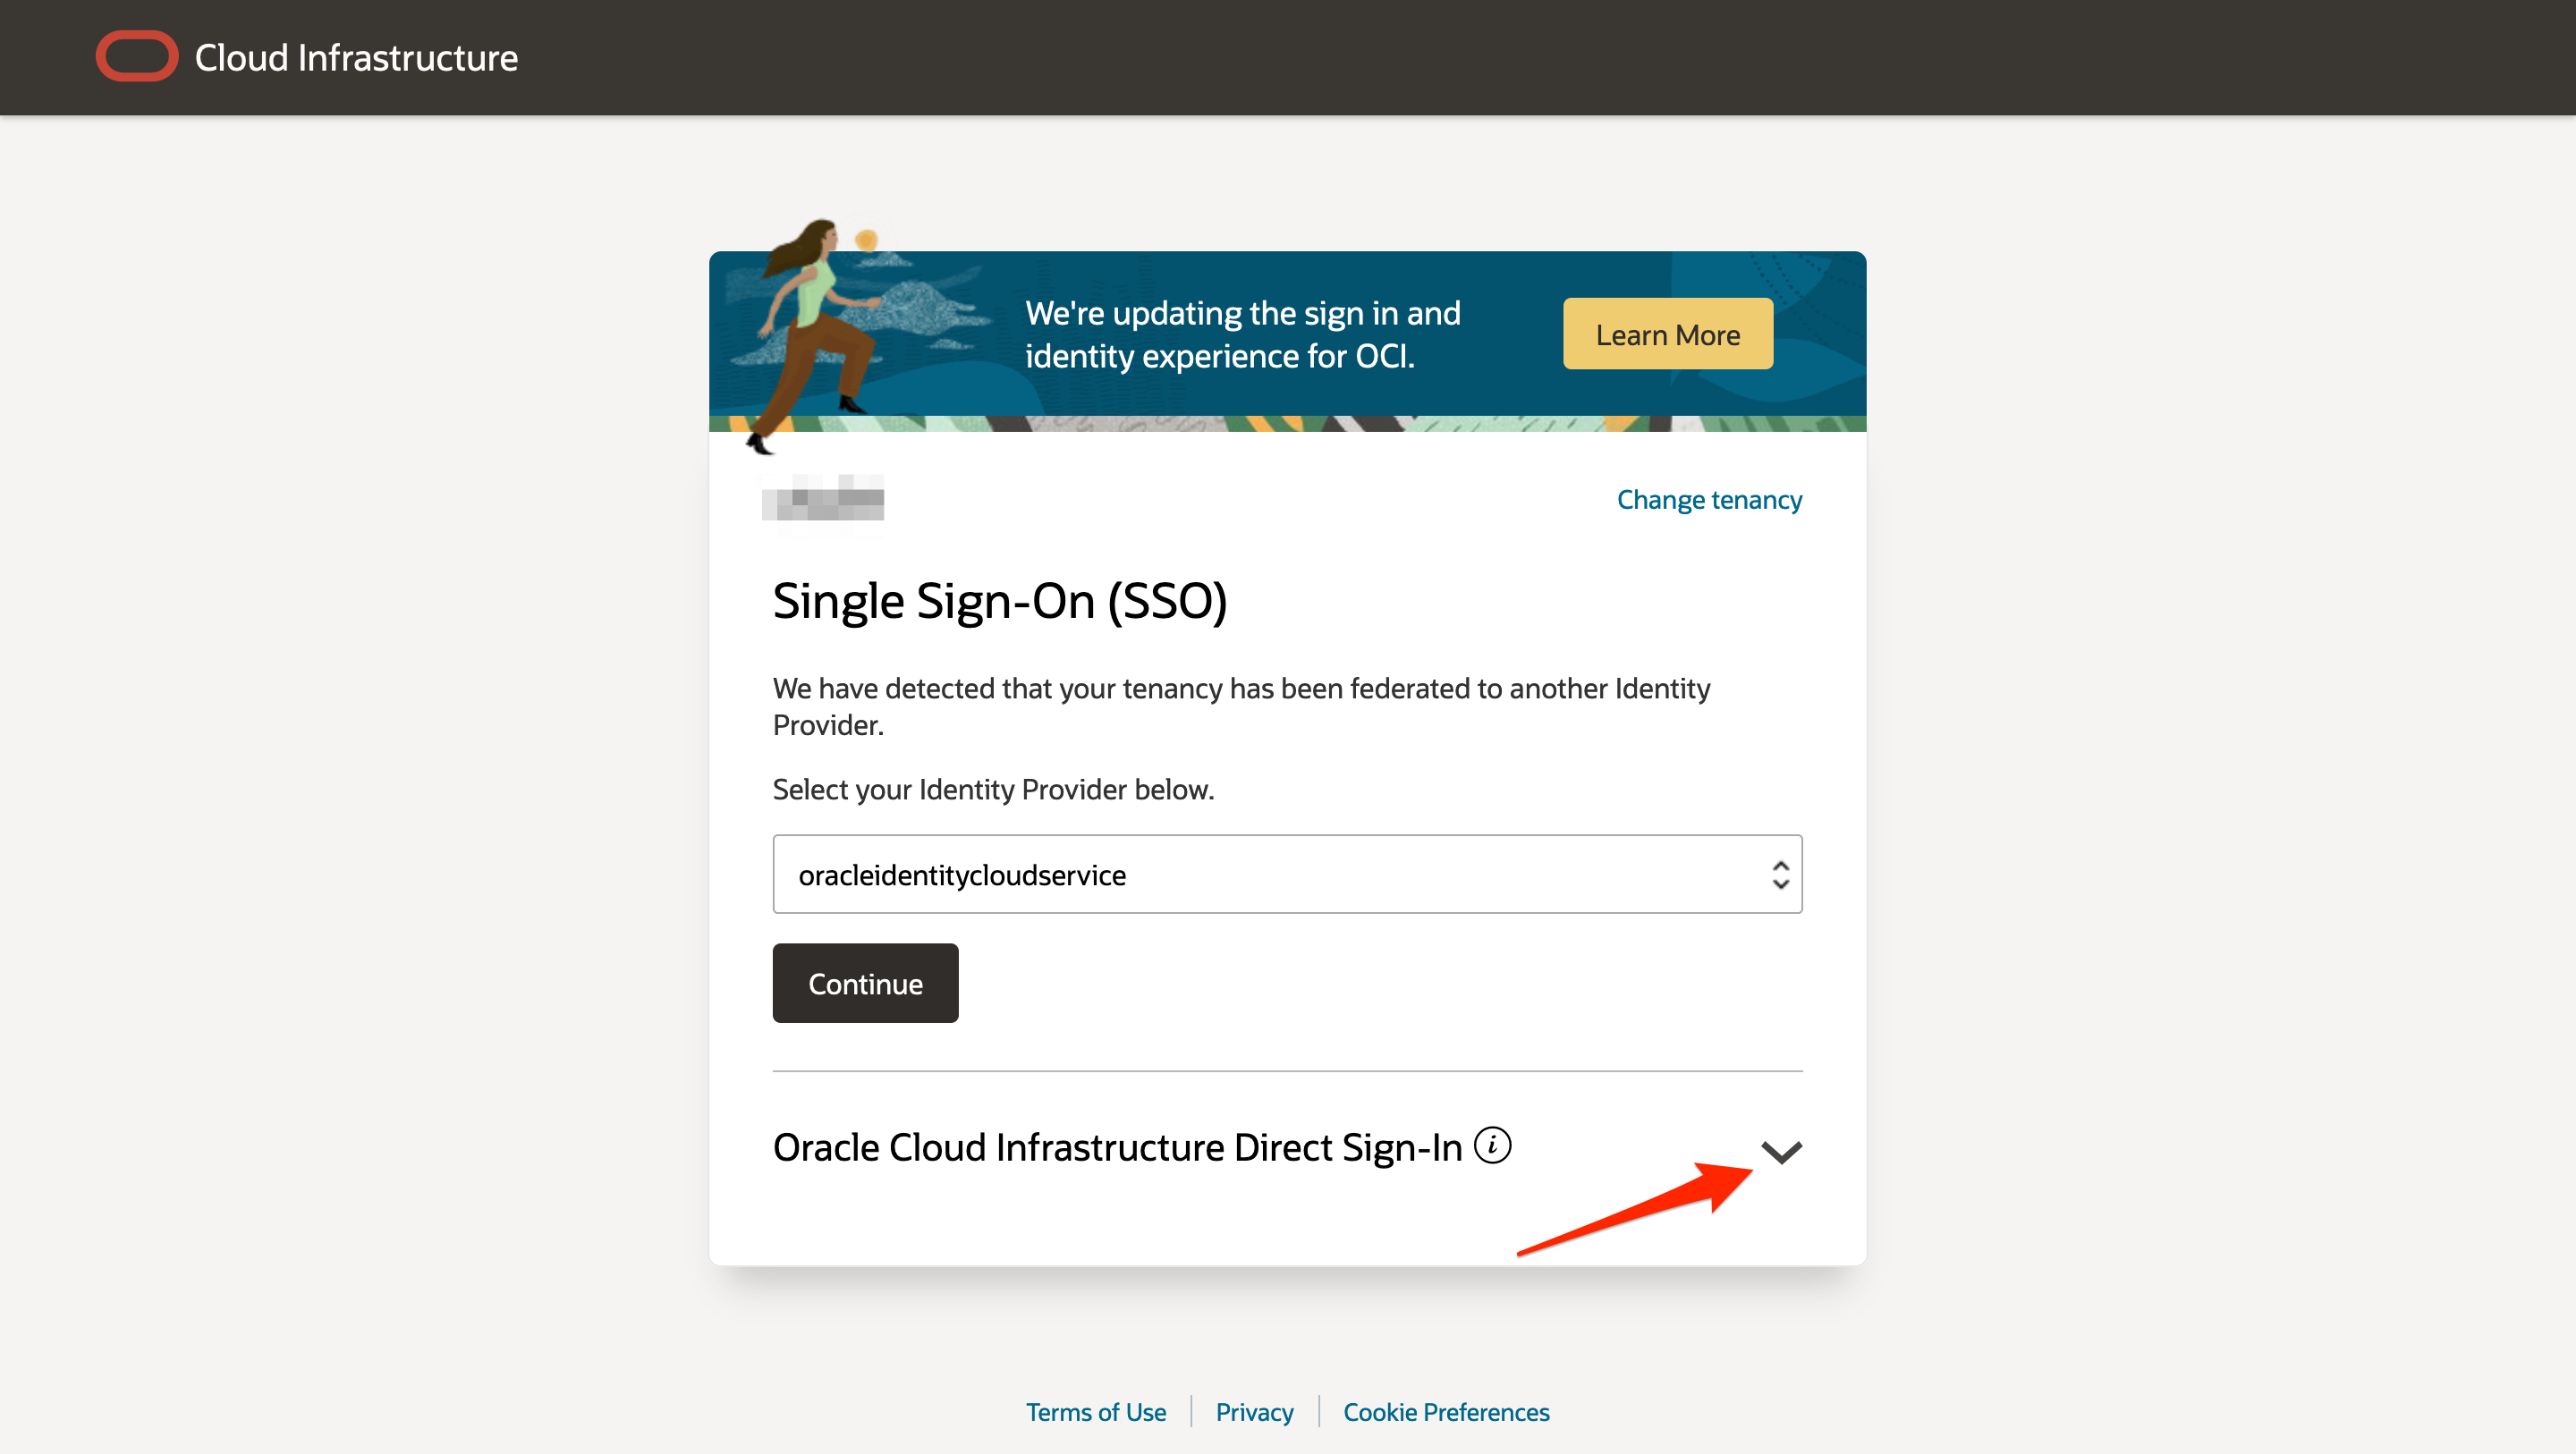 Cloud Infrastructure
We're updating the sign in and
identity experience for OCI.
Learn More
Change tenancy
Single Sign-On (SSO)
We have detected that your tenancy has been federated to another Identity
Provider.
Select your Identity Provider below.
oracleidentitycloudservice
Continue
Oracle Cloud Infrastructure Direct Sign-In i
Terms of Use
Privacy
Cookie Preferences